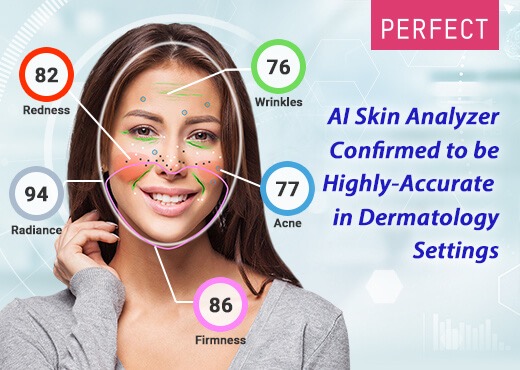 PERFECT
82
Redness
76
Wrinkles
AI Skin Analyzer
Confirmed to be
Highly-Accurate
in Dermatology
Settings
94
Radiance
77
Acne
86
Firmness